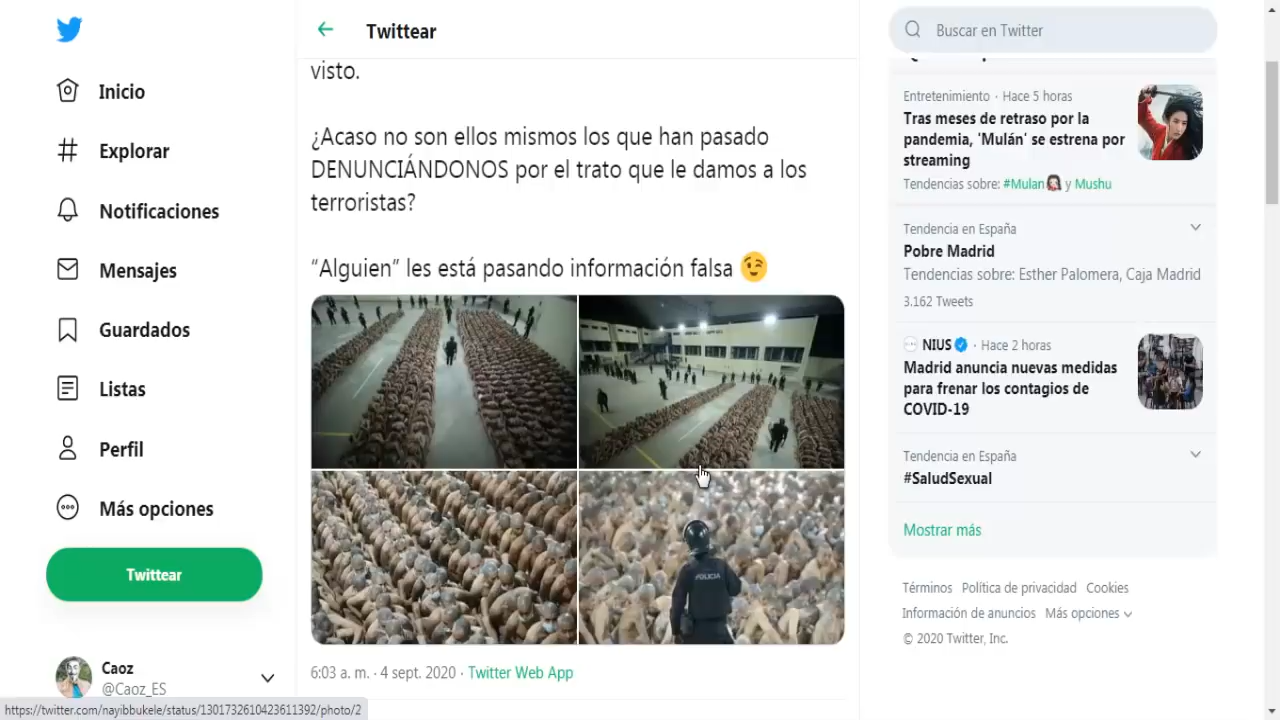 Inicio
Explorar
Notificaciones
Mensajes
Guardados
Listas
Perfil
Más opciones
Twittear
Caoz
@Caoz_ES
https://twitter.com/nayibbukele/status/1301732610423611392/photo/2
Twittear
visto.
¿Acaso no son ellos mismos los que han pasado
DENUNCIÁNDONOS por el trato que le damos a los
terroristas?
“Alguien” les está pasando información falsa 😉
POLICIA
6:03 a. m. · 4 sept. 2020 · Twitter Web App
Buscar en Twitter
Entretenimiento · Hace 5 horas
Tras meses de retraso por la
pandemia, 'Mulán' se estrena por
streaming
Tendencias sobre: #Mulan y Mushu
Tendencia en España
Pobre Madrid
Tendencias sobre: Esther Palomera, Caja Madrid
3.162 Tweets
NIUS · Hace 2 horas
Madrid anuncia nuevas medidas
para frenar los contagios de
COVID-19
Tendencia en España
#SaludSexual
Mostrar más
Términos Política de privacidad Cookies
Información de anuncios Más opciones
© 2020 Twitter, Inc.